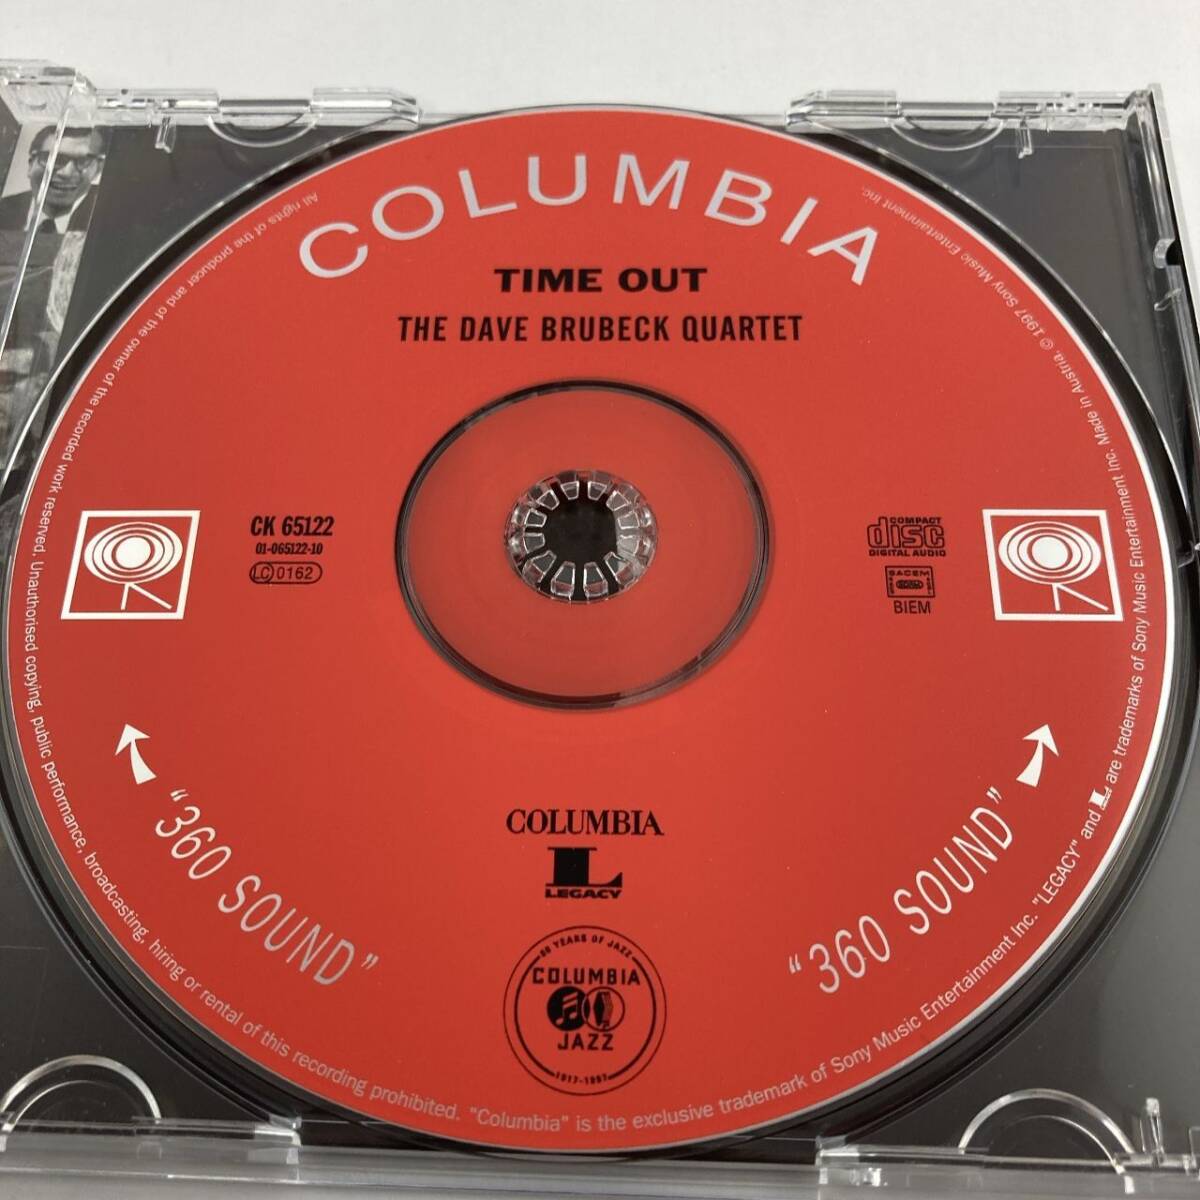 COLUMBIA
TIME OUT
THE DAVE BRUBECK QUARTET
CK 65122
01-065122-10
LC 0162
COMPACT
disc
DIGITAL AUDIO
SACEM
BIEM
"360 SOUND"
"360 SOUND"
COLUMBIA
L
LEGACY
80 YEARS OF JAZZ
COLUMBIA
JAZZ
1917-1997
All rights of the producer and of the owner of the recorded work reserved. Unauthorised copying, public performance, broadcasting, hiring or rental of this recording prohibited. "Columbia" is the exclusive trademark of Sony Music Entertainment Inc. "LEGACY" and L are trademarks of Sony Music Entertainment Inc. Made in Austria. © 1997 Sony Music Entertainment Inc.